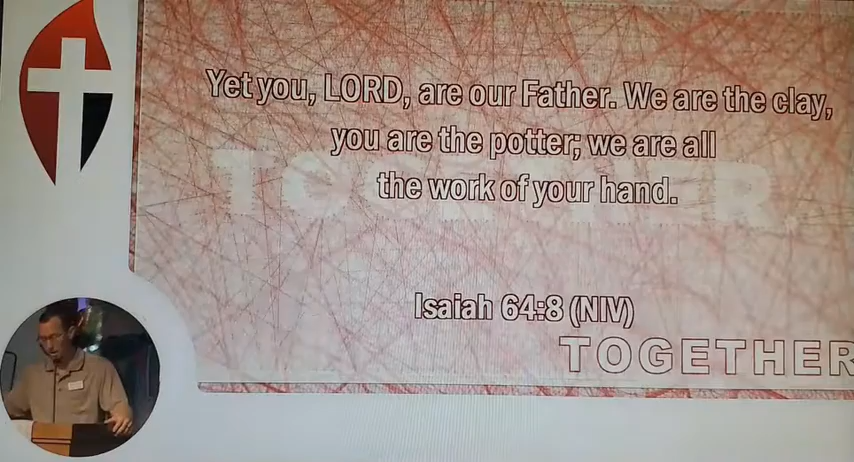 Yet you, LORD, are our Father. We are the clay,
you are the potter; we are all
the work of your hand.
TOGETHER.
Isaiah 64:8 (NIV)
TOGETHER